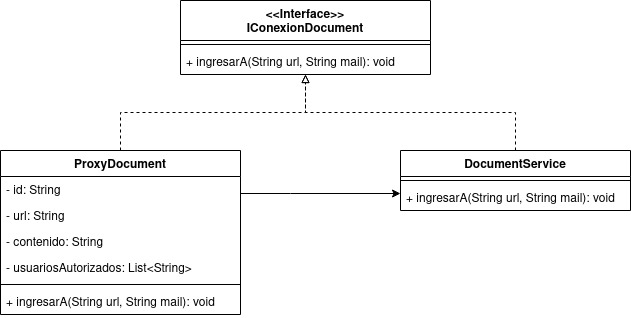 <<Interface>>
IConexionDocument
+ ingresarA(String url, String mail): void
ProxyDocument
- id: String
- url: String
- contenido: String
- usuariosAutorizados: List<String>
+ ingresarA(String url, String mail): void
DocumentService
+ ingresarA(String url, String mail): void